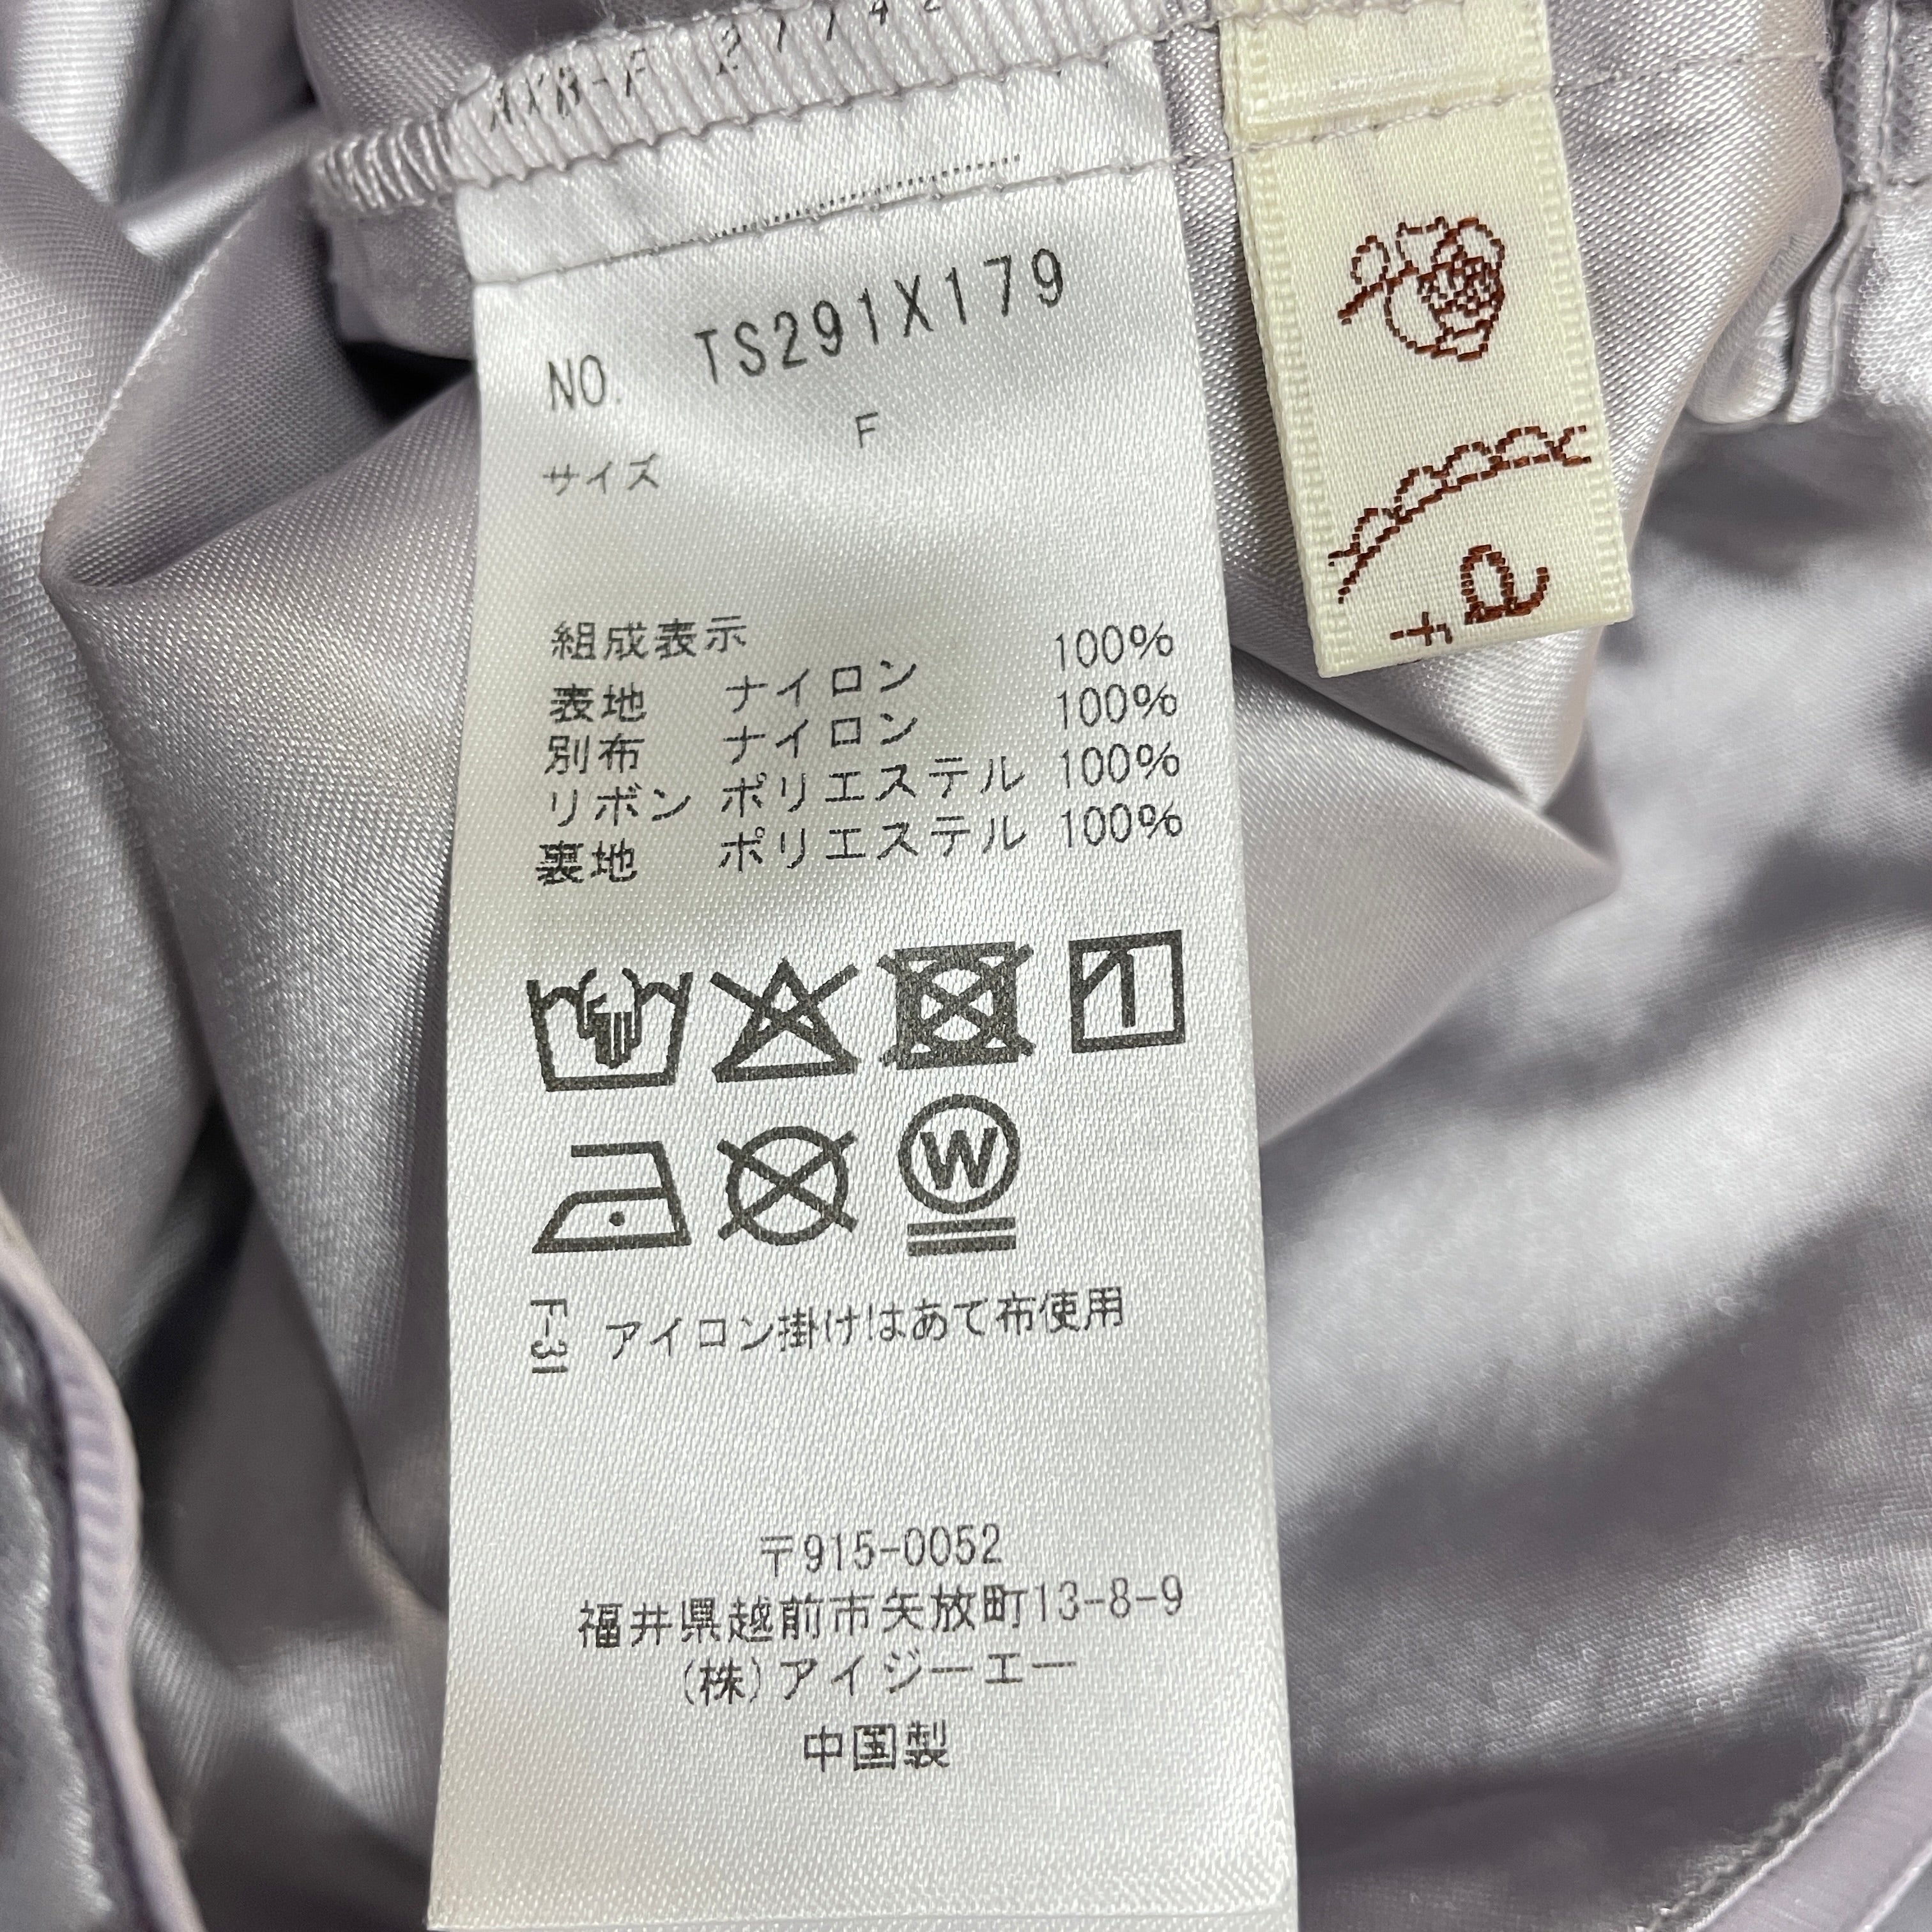 NO. TS291X179
サイズ F
組成表示
表地 ナイロン 100%
別布 ナイロン 100%
リボン ポリエステル 100%
裏地 ポリエステル 100%
W
F-31 アイロン掛けはあて布使用
〒915-0052
福井県越前市矢放町13-8-9
(株)アイジーエー
中国製